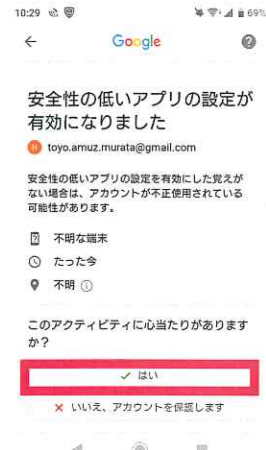 10:29
69%
Google
安全性の低いアプリの設定が
有効になりました
toyo.amuz.murata@gmail.com
安全性の低いアプリの設定を有効にした覚えが
ない場合は、アカウントが不正使用されている
可能性があります。
不明な端末
たった今
不明
このアクティビティに心当たりがあります
か？
はい
いいえ、アカウントを保護します